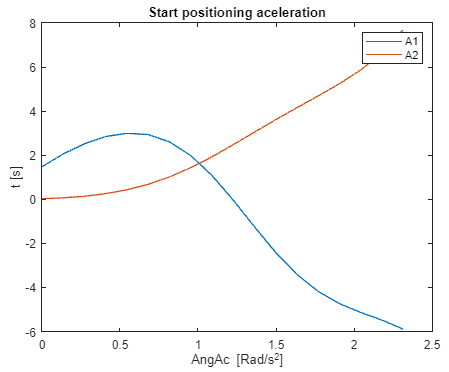 Start positioning aceleration
A1
A2
t [s]
8
6
4
2
0
-2
-4
-6
0 0.5 1 1.5 2 2.5
AngAc [Rad/s²]